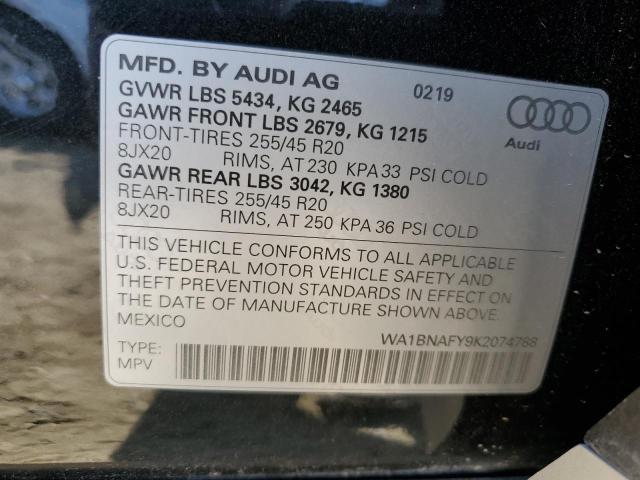 MFD. BY AUDI AG 0219
GVWR LBS 5434, KG 2465
GAWR FRONT LBS 2679, KG 1215
FRONT-TIRES 255/45 R20
8JX20 RIMS, AT 230 KPA 33 PSI COLD
GAWR REAR LBS 3042, KG 1380
REAR-TIRES 255/45 R20
8JX20 RIMS, AT 250 KPA 36 PSI COLD
Audi
THIS VEHICLE CONFORMS TO ALL APPLICABLE
U.S. FEDERAL MOTOR VEHICLE SAFETY AND
THEFT PREVENTION STANDARDS IN EFFECT ON
THE DATE OF MANUFACTURE SHOWN ABOVE.
MEXICO
WA1BNAFY9K2074788
TYPE:
MPV